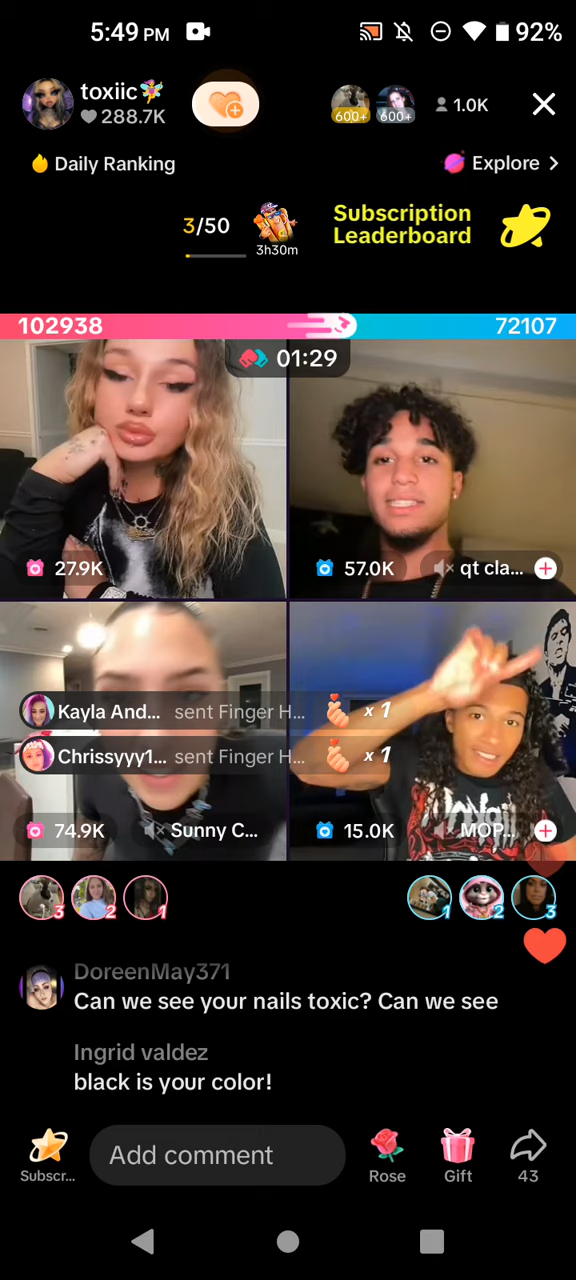 5:49 PM
92%
toxiic
288.7K
600+
600+
1.0K
Daily Ranking
Explore
3/50
3h30m
Subscription
Leaderboard
102938
72107
01:29
27.9K
57.0K
qt cla...
Kayla And... sent Finger H... x 1
Chrissyyy1... sent Finger H... x 1
74.9K
Sunny C...
15.0K
MOP...
3
2
1
1
2
3
DoreenMay371
Can we see your nails toxic? Can we see
Ingrid valdez
black is your color!
Subscr...
Add comment
Rose
Gift
43